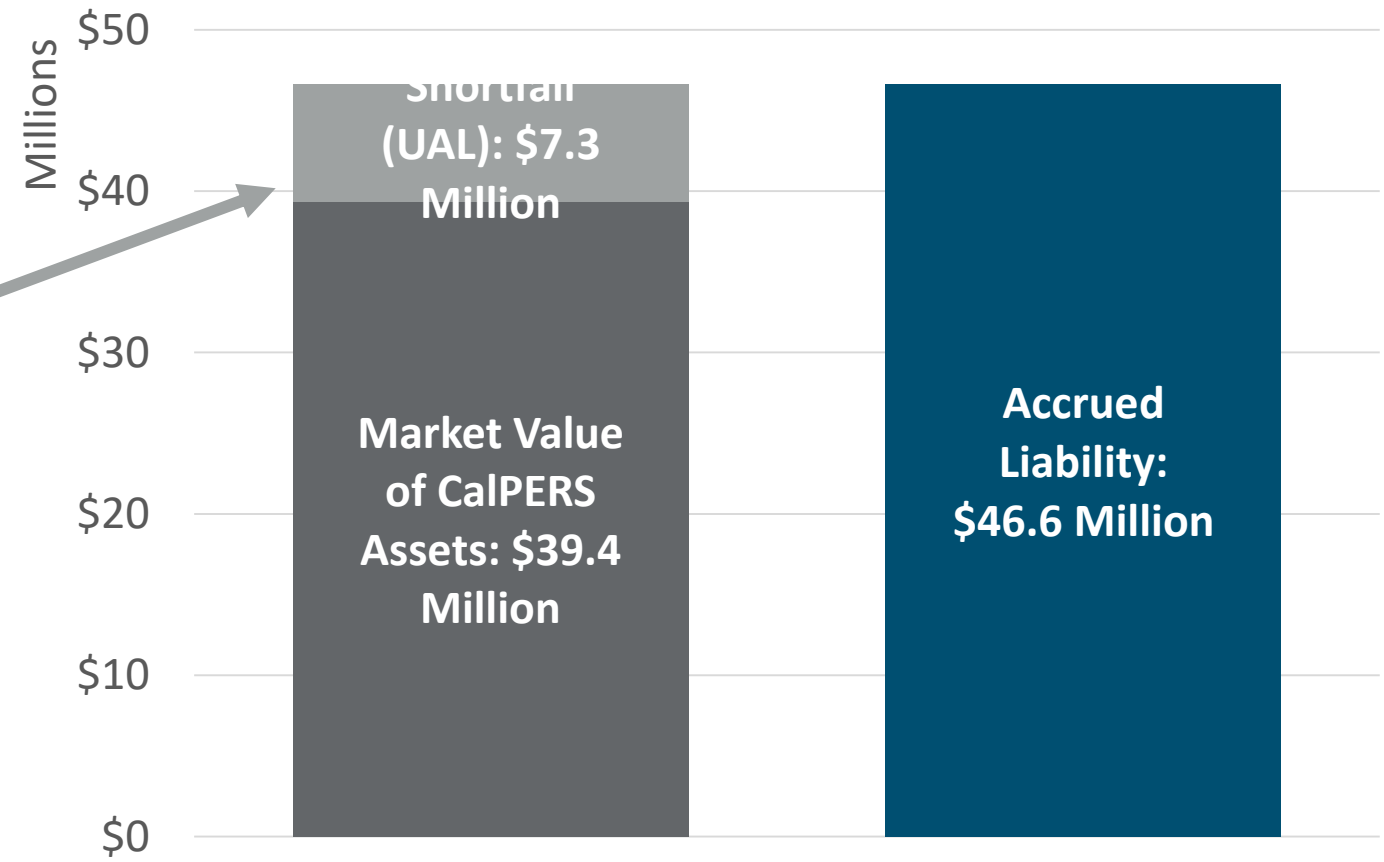 Millions
$50
$40
$30
$20
$10
$0
Shortfall
(UAL): $7.3
Million
Market Value
of CalPERS
Assets: $39.4
Million
Accrued
Liability:
$46.6 Million